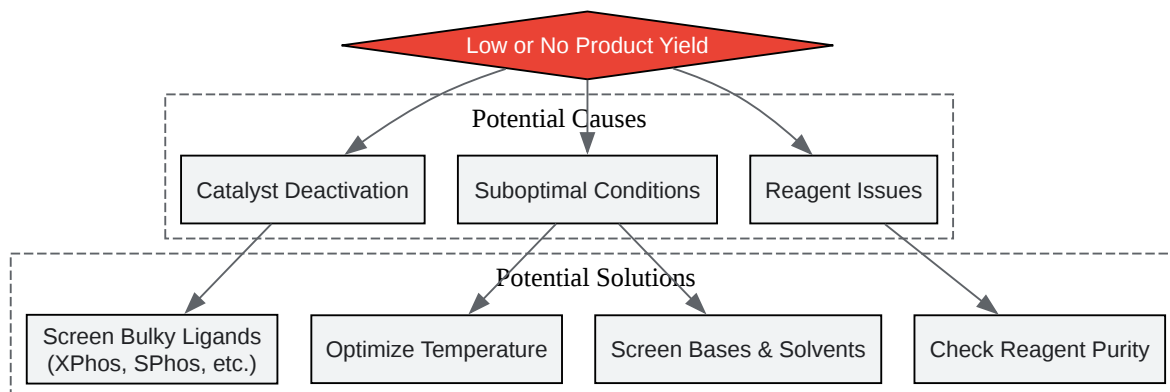 Low or No Product Yield
Potential Causes
Catalyst Deactivation
Suboptimal Conditions
Reagent Issues
Potential Solutions
Screen Bulky Ligands
(XPhos, SPhos, etc.)
Optimize Temperature
Screen Bases & Solvents
Check Reagent Purity